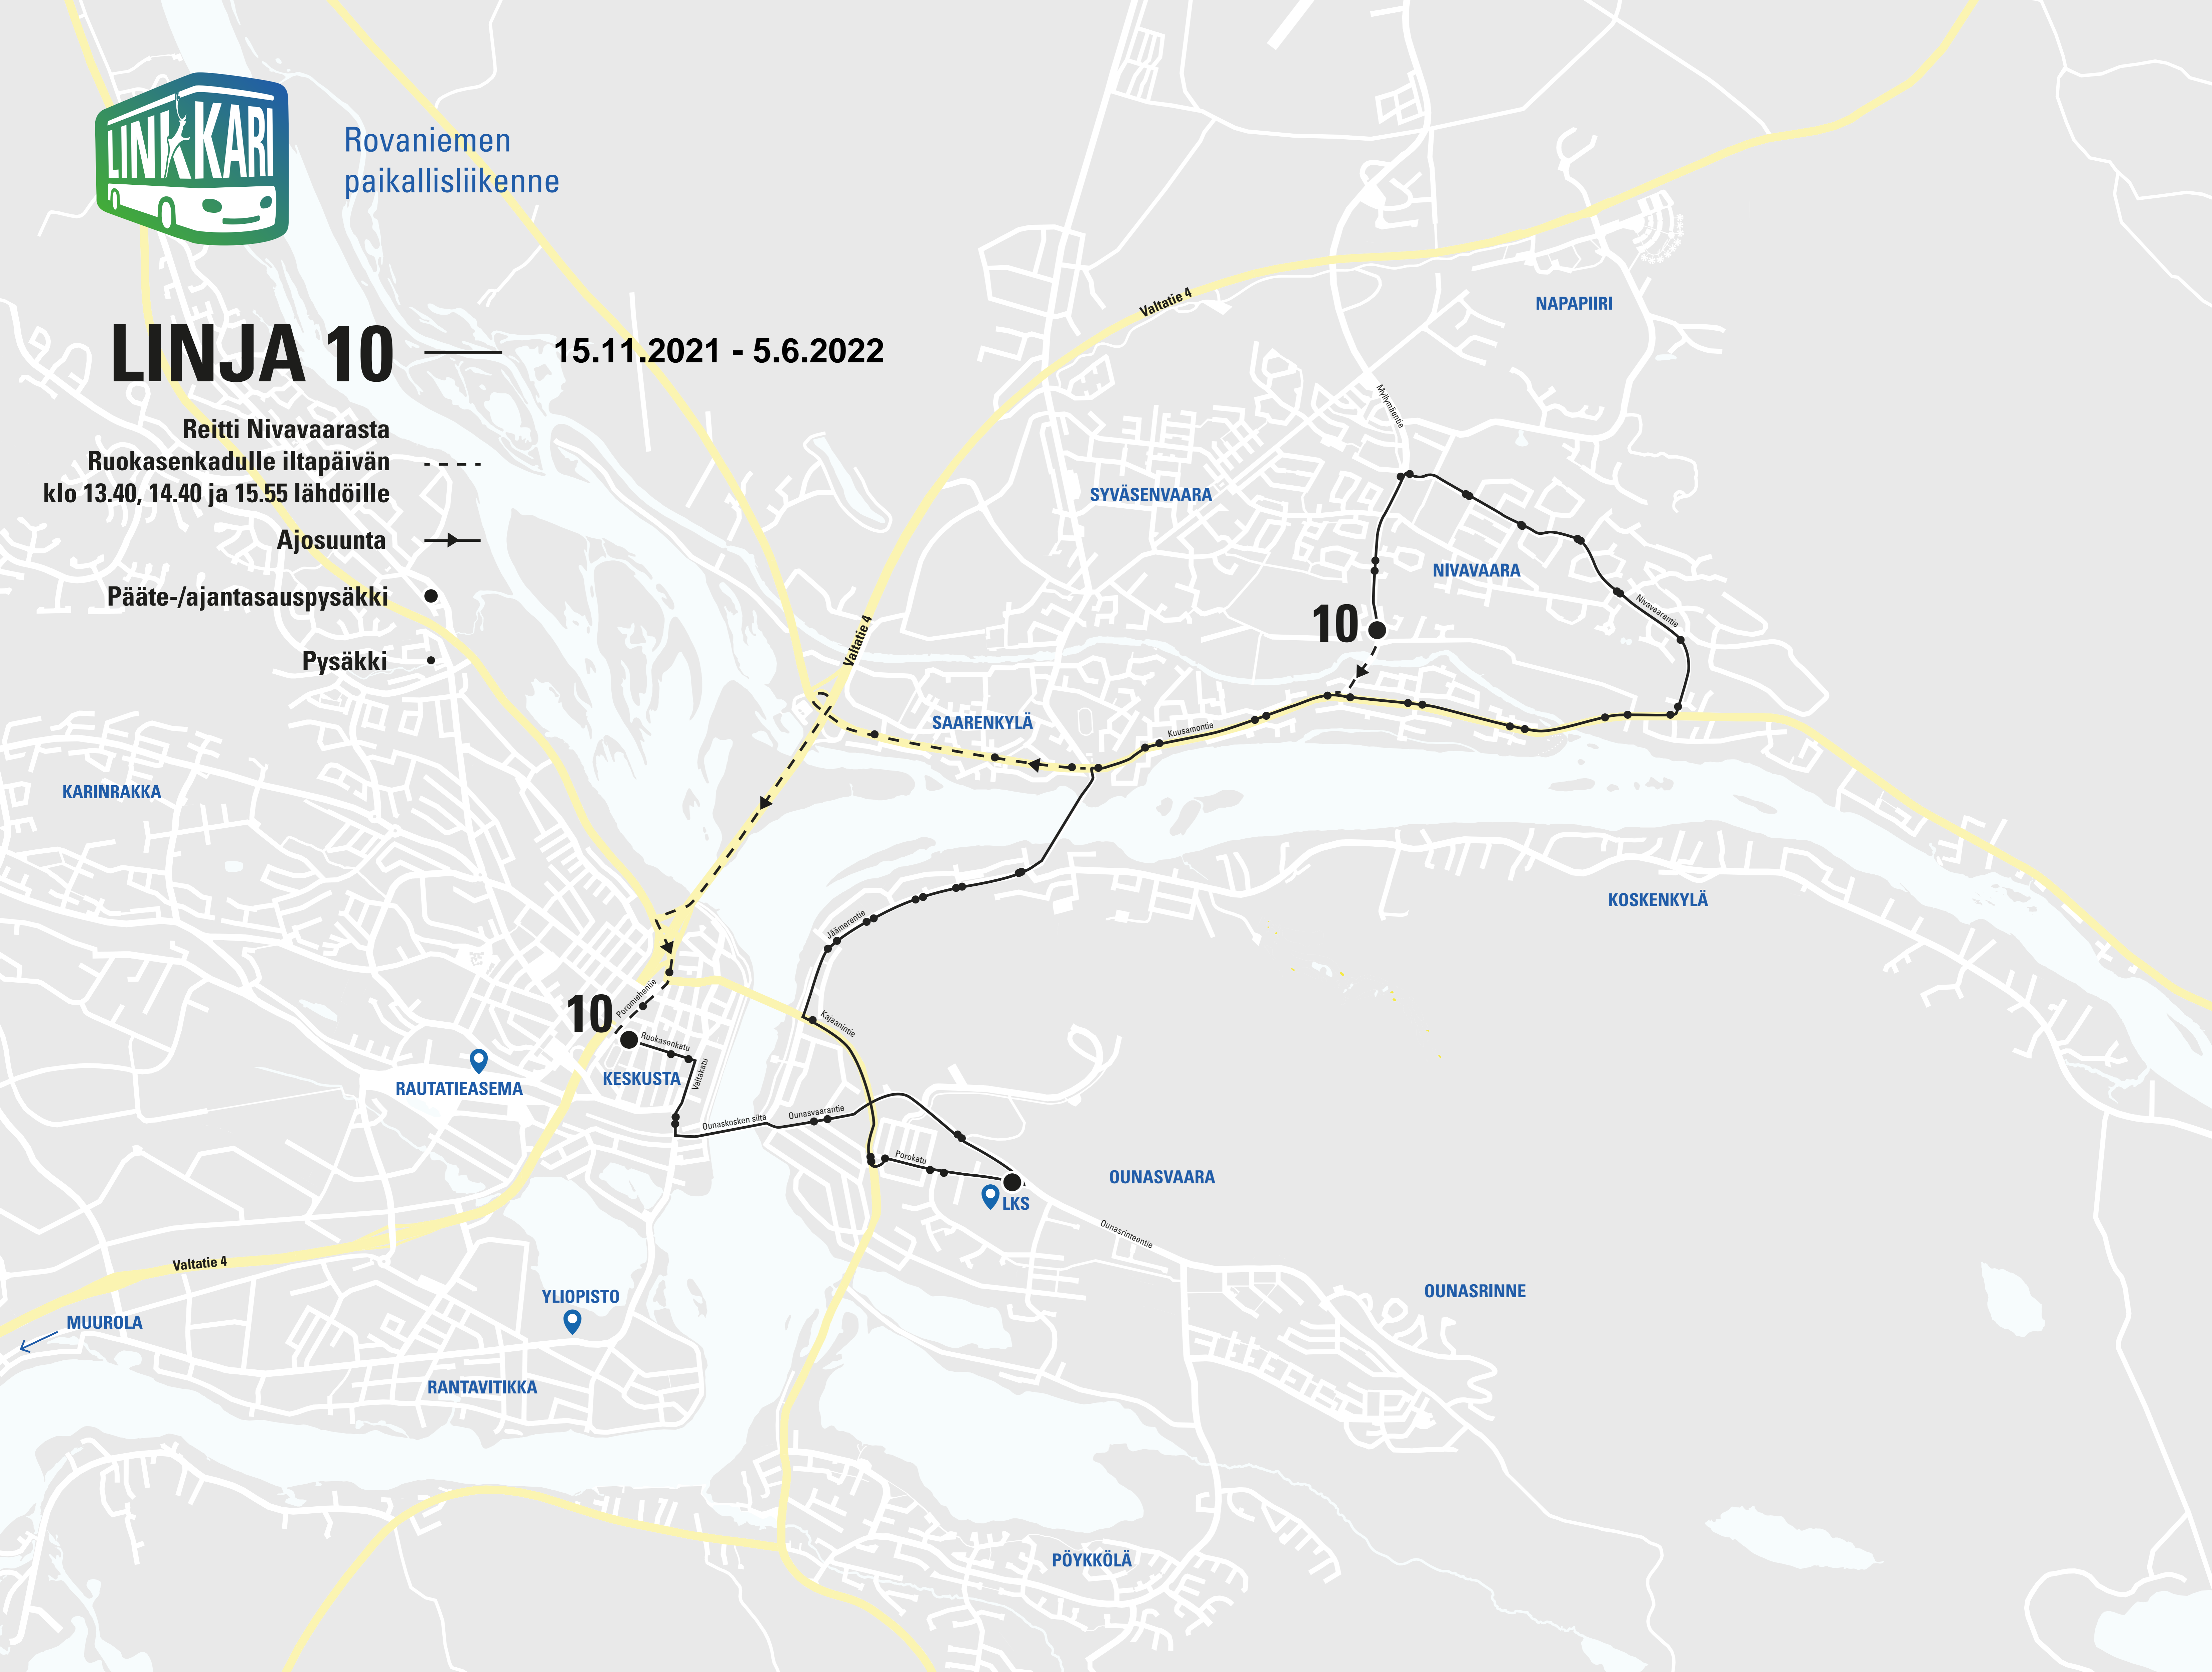 LINKKARI
Rovaniemen
paikallisliikenne
LINJA 10
15.11.2021 - 5.6.2022
Reitti Nivavaarasta
Ruokasenkadulle iltapäivän
klo 13.40, 14.40 ja 15.55 lähdöille
Ajosuunta
Pääte-/ajantasauspysäkki
Pysäkki
Valtatie 4
NAPAPIIRI
Myllymäentie
SYVÄSENVAARA
NIVAVAARA
Nivavaarantie
10
Valtatie 4
SAARENKYLÄ
Kuusamontie
KARINRAKKA
KOSKENKYLÄ
Jäämerentie
Poromiehentie
10
Kajaanintie
Ruokasenkatu
Valtakatu
KESKUSTA
RAUTATIEASEMA
Ounaskosken silta
Ounasvaarantie
Porokatu
OUNASVAARA
LKS
Ounasrinteentie
Valtatie 4
OUNASRINNE
YLIOPISTO
MUUROLA
RANTAVITIKKA
PÖYKKÖLÄ